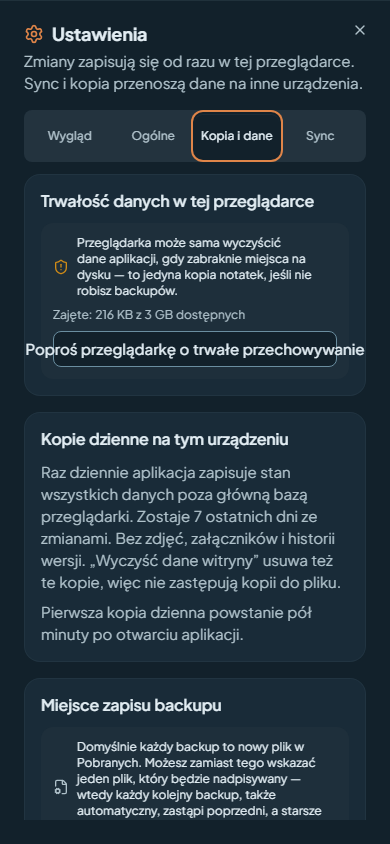 Ustawienia
Zmiany zapisują się od razu w tej przeglądarce.
Sync i kopia przenoszą dane na inne urządzenia.
Wygląd
Ogólne
Kopia i dane
Sync
Trwałość danych w tej przeglądarce
Przeglądarka może sama wyczyścić
dane aplikacji, gdy zabraknie miejsca na
dysku — to jedyna kopia notatek, jeśli nie
robisz backupów.
Zajęte: 216 KB z 3 GB dostępnych
Poproś przeglądarkę o trwałe przechowywanie
Kopie dzienne na tym urządzeniu
Raz dziennie aplikacja zapisuje stan
wszystkich danych poza główną bazą
przeglądarki. Zostaje 7 ostatnich dni ze
zmianami. Bez zdjęć, załączników i historii
wersji. „Wyczyść dane witryny” usuwa też
te kopie, więc nie zastępują kopii do pliku.
Pierwsza kopia dzienna powstanie pół
minuty po otwarciu aplikacji.
Miejsce zapisu backupu
Domyślnie każdy backup to nowy plik w
Pobranych. Możesz zamiast tego wskazać
jeden plik, który będzie nadpisywany —
wtedy każdy kolejny backup, także
automatyczny, zastąpi poprzedni, a starsze